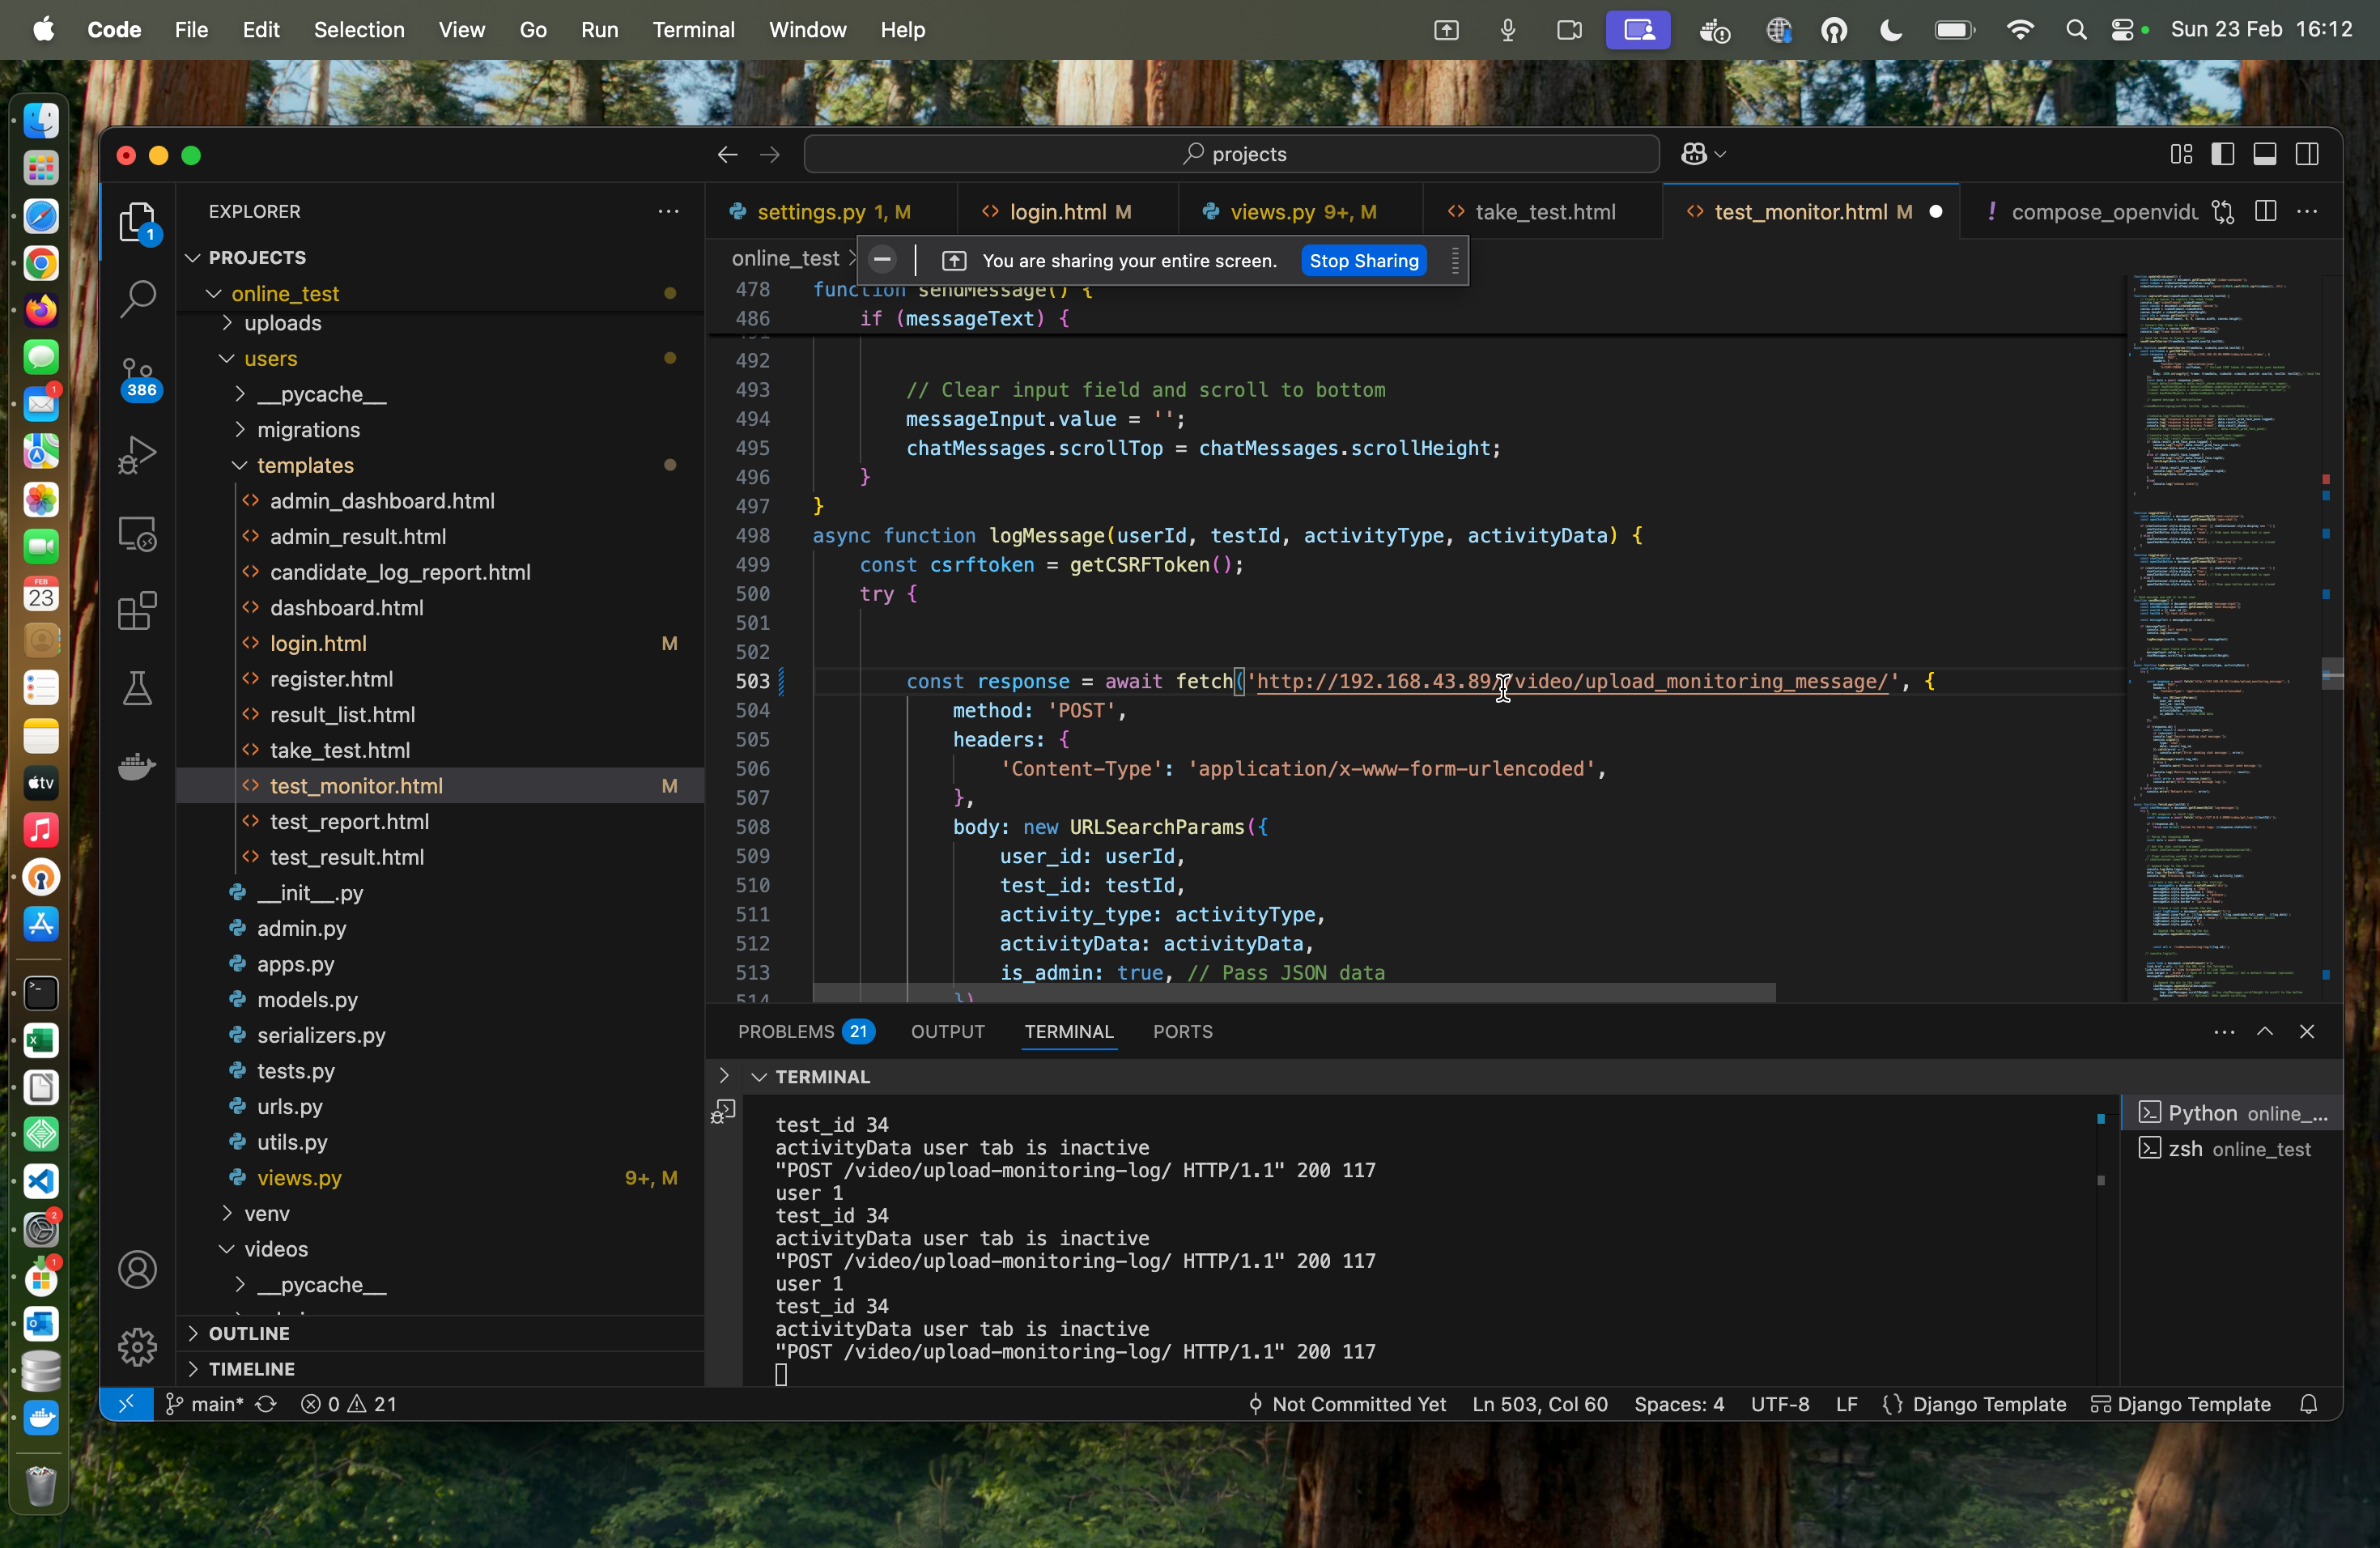 Code File Edit Selection View Go Run Terminal Window Help Sun 23 Feb 16:12
projects
EXPLORER
settings.py 1, M
login.html M
views.py 9+, M
take_test.html
test_monitor.html M
compose_openvidu
PROJECTS
online_test
uploads
users
__pycache__
migrations
templates
admin_dashboard.html
admin_result.html
candidate_log_report.html
dashboard.html
login.html M
register.html
result_list.html
take_test.html
test_monitor.html M
test_report.html
test_result.html
__init__.py
admin.py
apps.py
models.py
serializers.py
tests.py
urls.py
utils.py
views.py 9+, M
venv
videos
__pycache__
OUTLINE
TIMELINE
1
386
online_test
You are sharing your entire screen. Stop Sharing
478 function sendMessage() {
486 if (messageText) {
492
493 // Clear input field and scroll to bottom
494 messageInput.value = '';
495 chatMessages.scrollTop = chatMessages.scrollHeight;
496 }
497 }
498 async function logMessage(userId, testId, activityType, activityData) {
499 const csrftoken = getCSRFToken();
500 try {
501
502
503 const response = await fetch('http://192.168.43.89/video/upload_monitoring_message/', {
504 method: 'POST',
505 headers: {
506 'Content-Type': 'application/x-www-form-urlencoded',
507 },
508 body: new URLSearchParams({
509 user_id: userId,
510 test_id: testId,
511 activity_type: activityType,
512 activityData: activityData,
513 is_admin: true, // Pass JSON data
514 })
PROBLEMS 21 OUTPUT TERMINAL PORTS
TERMINAL
test_id 34
activityData user tab is inactive
"POST /video/upload-monitoring-log/ HTTP/1.1" 200 117
user 1
test_id 34
activityData user tab is inactive
"POST /video/upload-monitoring-log/ HTTP/1.1" 200 117
user 1
test_id 34
activityData user tab is inactive
"POST /video/upload-monitoring-log/ HTTP/1.1" 200 117
Python online_...
zsh online_test
main* 0 21 Not Committed Yet Ln 503, Col 60 Spaces: 4 UTF-8 LF {} Django Template Django Template
1
FEB
23
tv
2
1